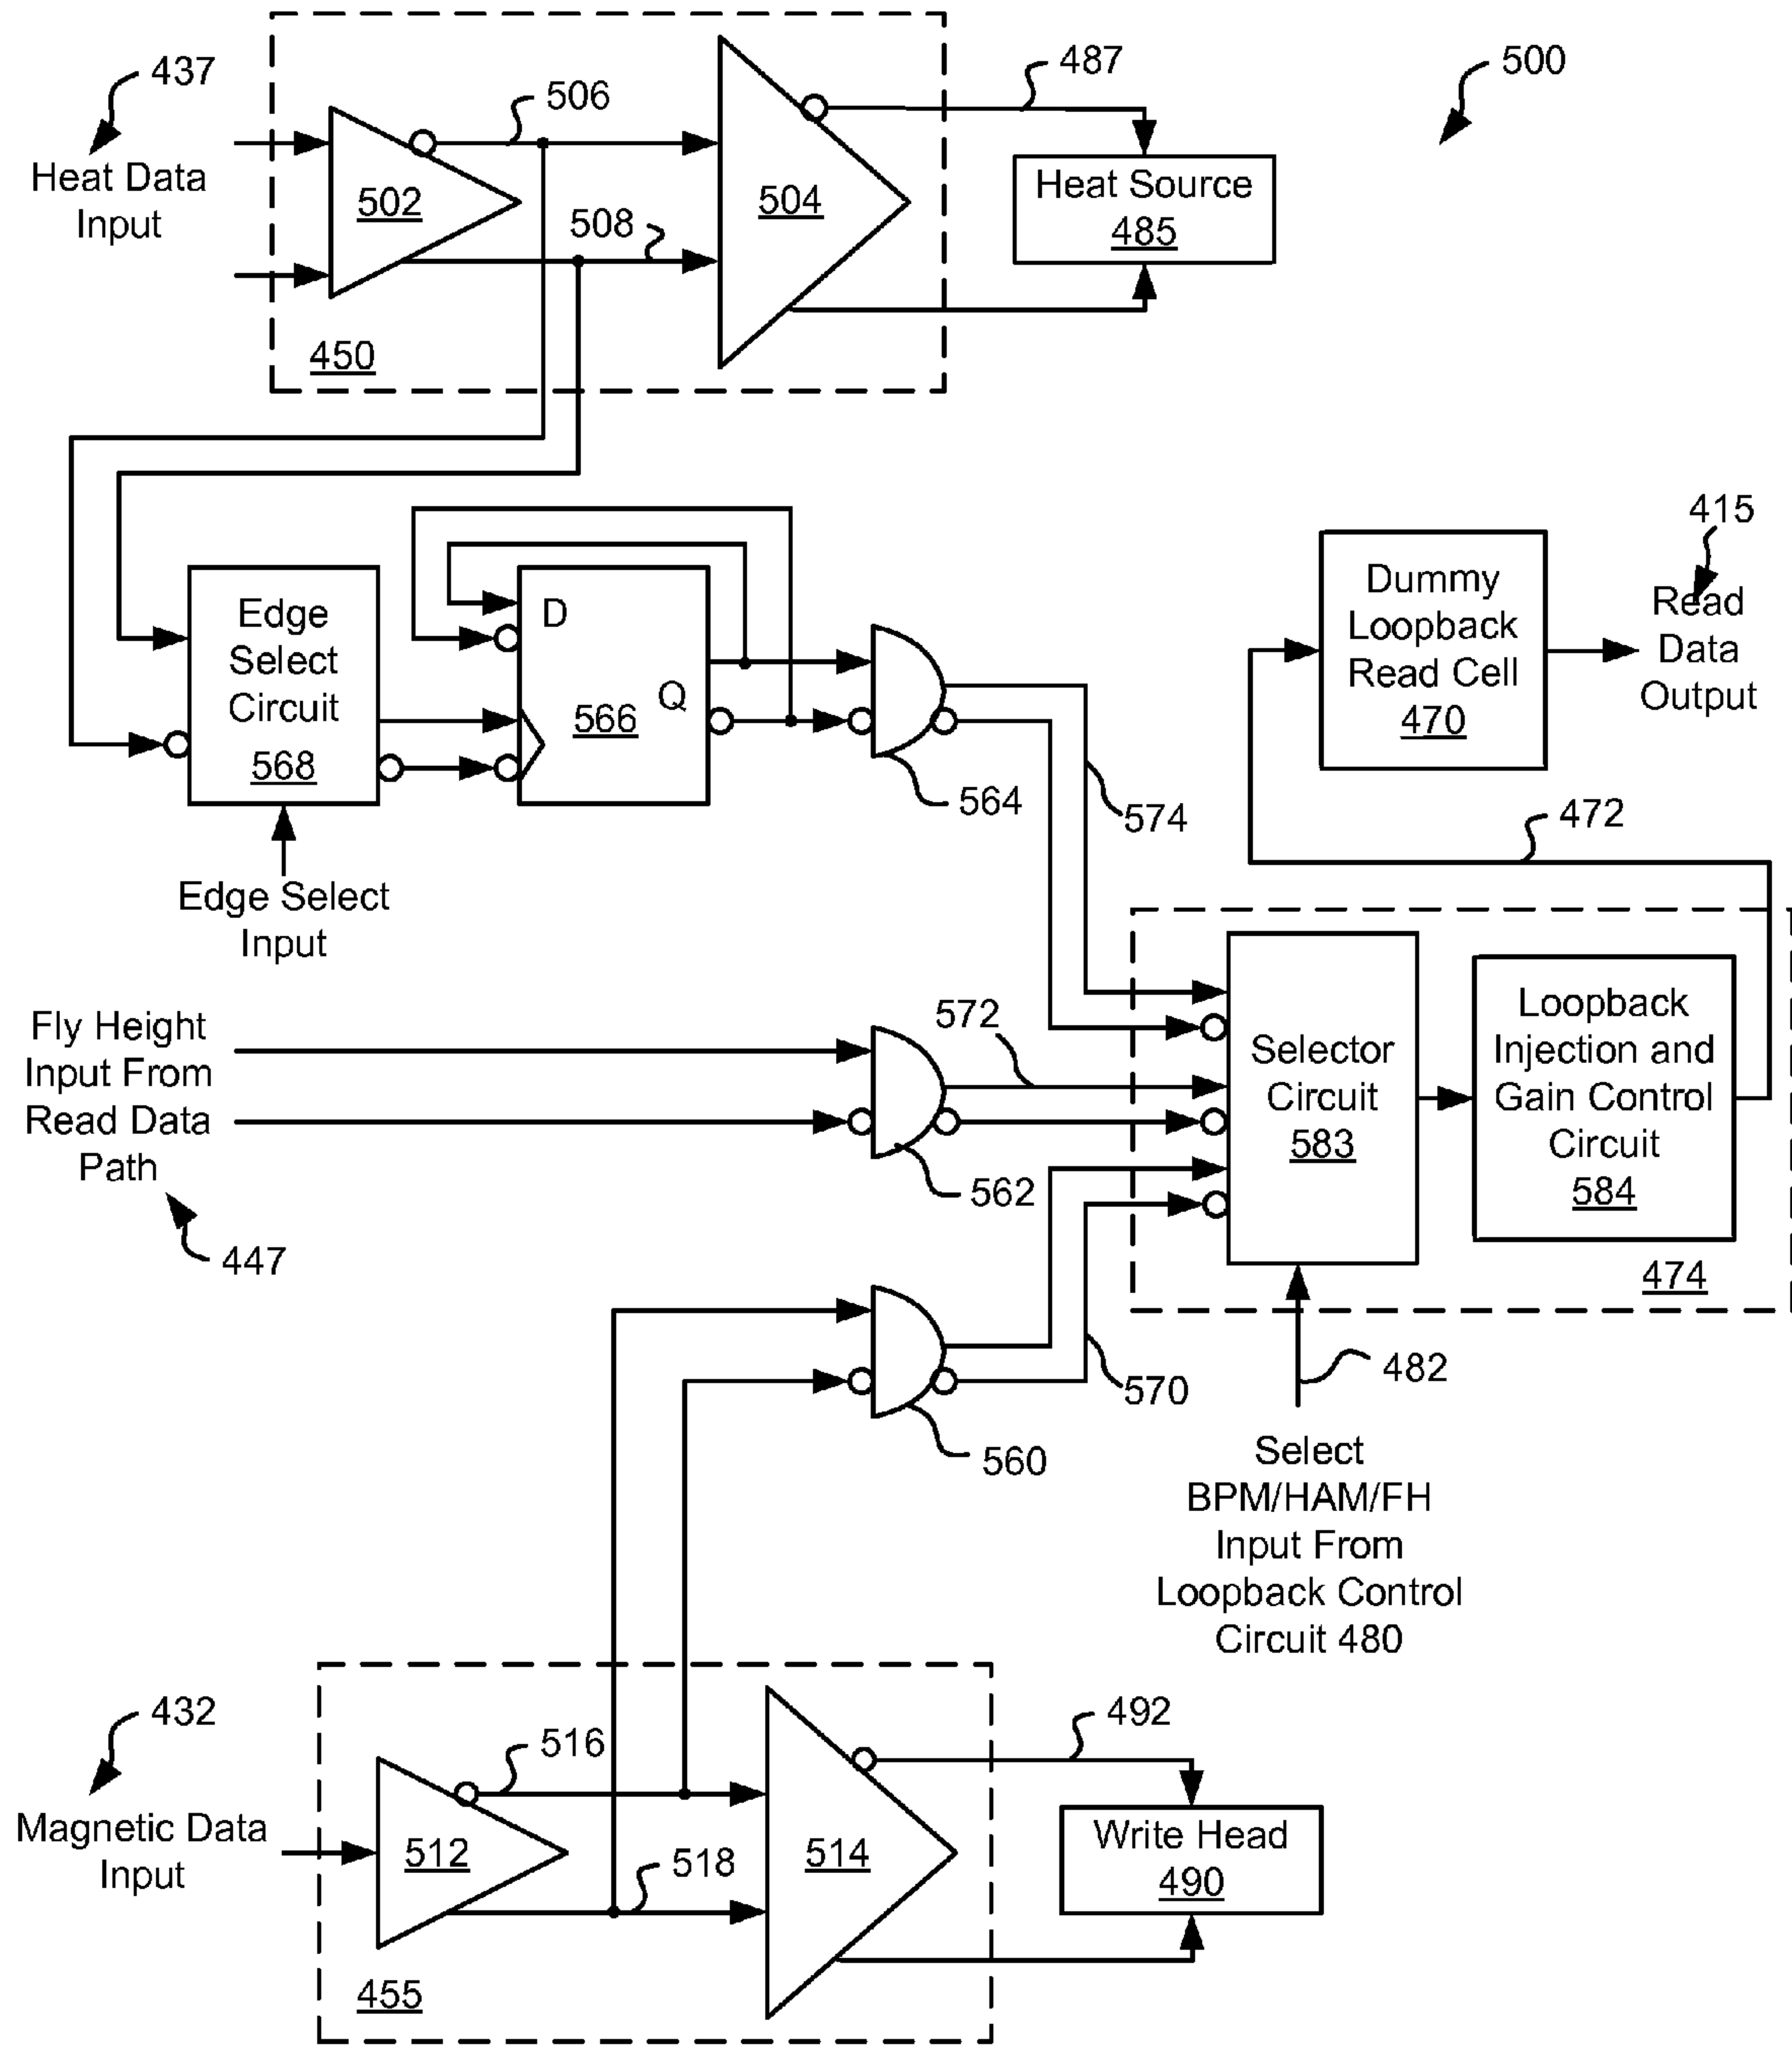 437
Heat Data
Input
506
502
508
504
450
487
Heat Source
485
500
Edge
Select
Circuit
568
Edge Select
Input
D
Q
566
564
574
415
Dummy
Loopback
Read Cell
470
Read
Data
Output
472
Fly Height
Input From
Read Data
Path
447
572
562
Selector
Circuit
583
Loopback
Injection and
Gain Control
Circuit
584
474
570
560
482
Select
BPM/HAM/FH
Input From
Loopback Control
Circuit 480
432
Magnetic Data
Input
516
512
518
514
455
492
Write Head
490